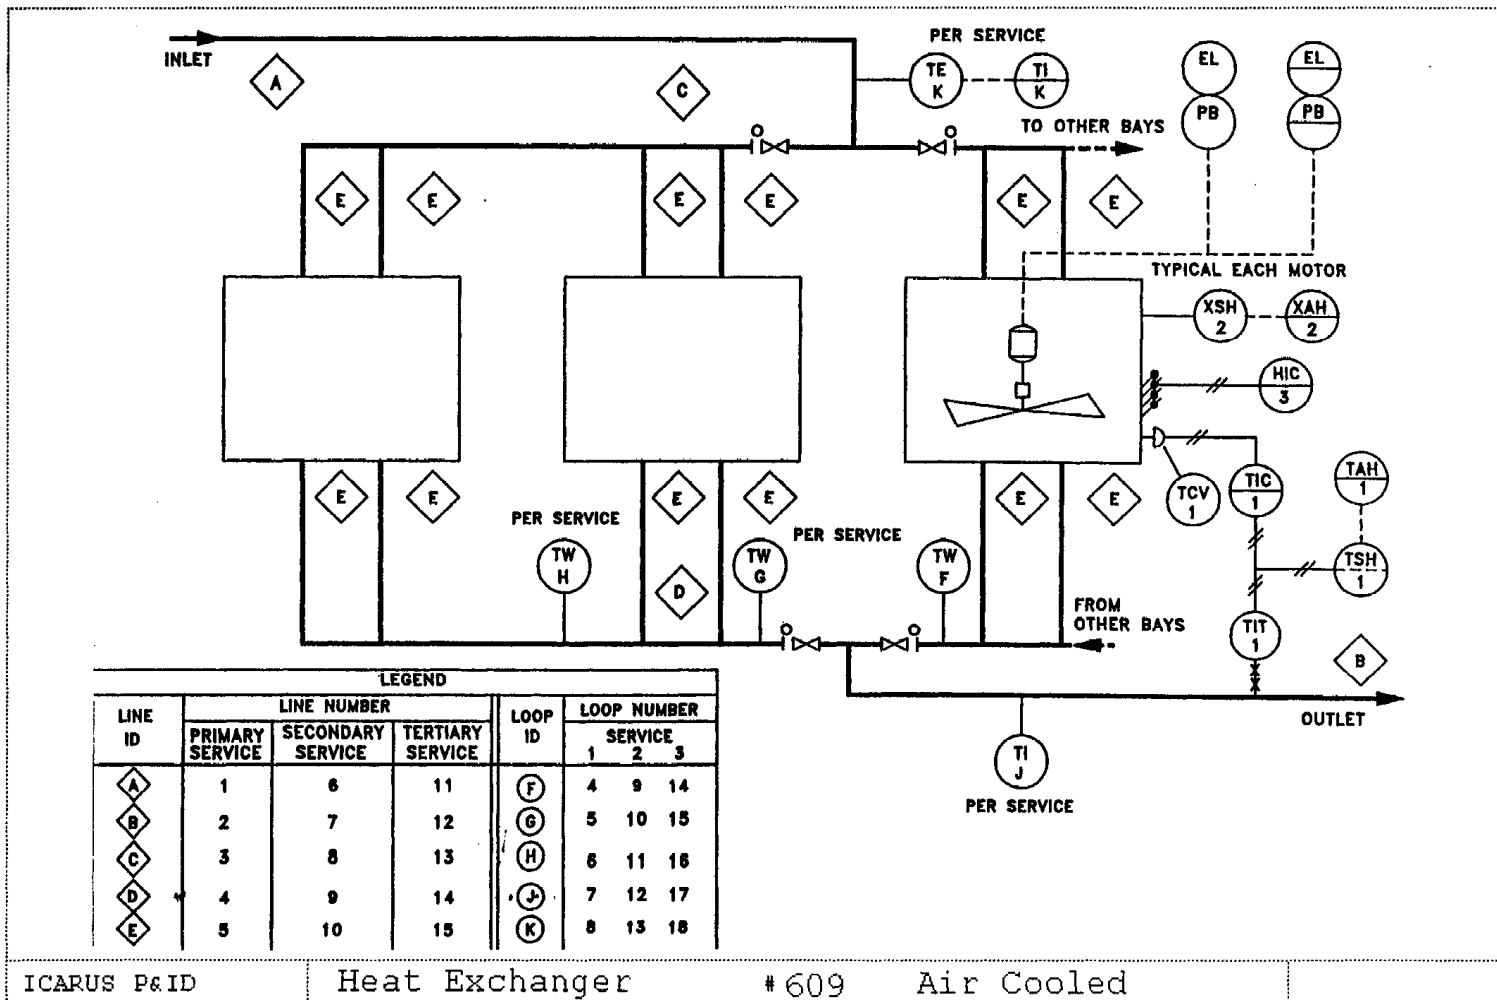 PER SERVICE
INLET
A
C
TE
K
TI
K
EL
PB
EL
PB
TO OTHER BAYS
E
E
E
E
E
E
TYPICAL EACH MOTOR
XSH
2
XAH
2
HIC
3
E
E
E
E
E
E
TCV
1
TIC
1
TAH
1
PER SERVICE
PER SERVICE
TW
H
TW
G
TW
F
D
TSH
1
FROM
OTHER BAYS
TIT
1
B
OUTLET
TI
J
PER SERVICE
LEGEND
LINE ID LINE NUMBER LOOP ID LOOP NUMBER
PRIMARY SERVICE SECONDARY SERVICE TERTIARY SERVICE SERVICE
1 2 3
A 1 6 11 F 4 9 14
B 2 7 12 G 5 10 15
C 3 8 13 H 6 11 16
D 4 9 14 J 7 12 17
E 5 10 15 K 8 13 18
ICARUS P&ID Heat Exchanger #609 Air Cooled